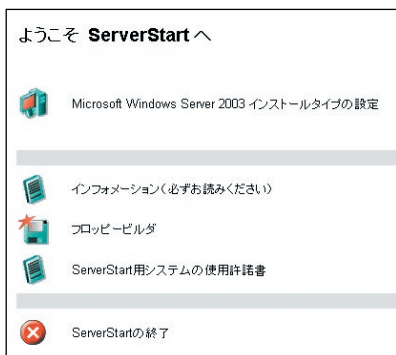 ようこそ ServerStart へ
Microsoft Windows Server 2003 インストールタイプの設定
インフォメーション(必ずお読みください)
フロッピービルダ
ServerStart用システムの使用許諾書
ServerStartの終了